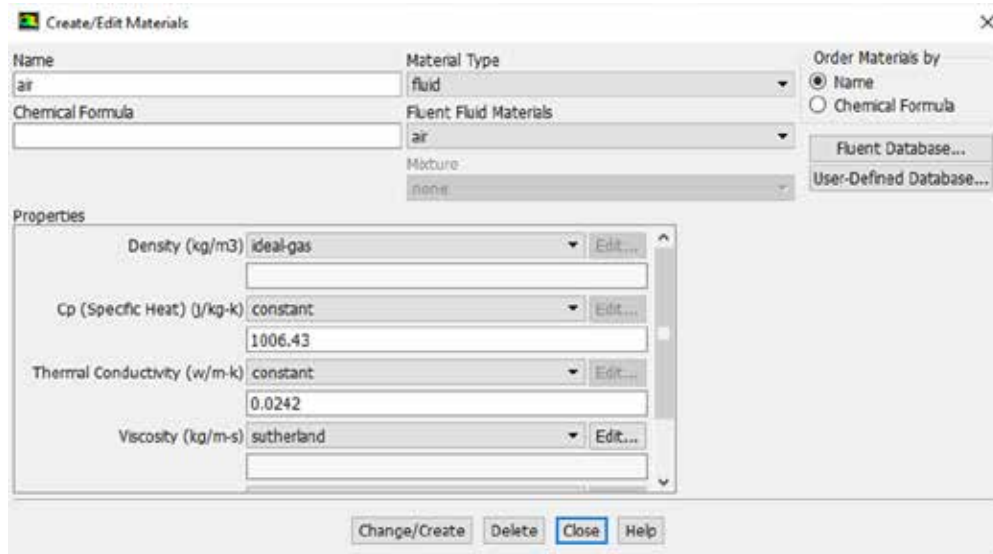 Create/Edit Materials
Name
Material Type
Order Materials by
air
fluid
Name
Chemical Formula
Chemical Formula
Fluent Fluid Materials
air
Fluent Database...
Mixture
none
User-Defined Database...
Properties
Density (kg/m3) ideal-gas Edit...
Cp (Specific Heat) (j/kg-k) constant Edit...
1006.43
Thermal Conductivity (w/m-k) constant Edit...
0.0242
Viscosity (kg/m-s) sutherland Edit...
Change/Create Delete Close Help